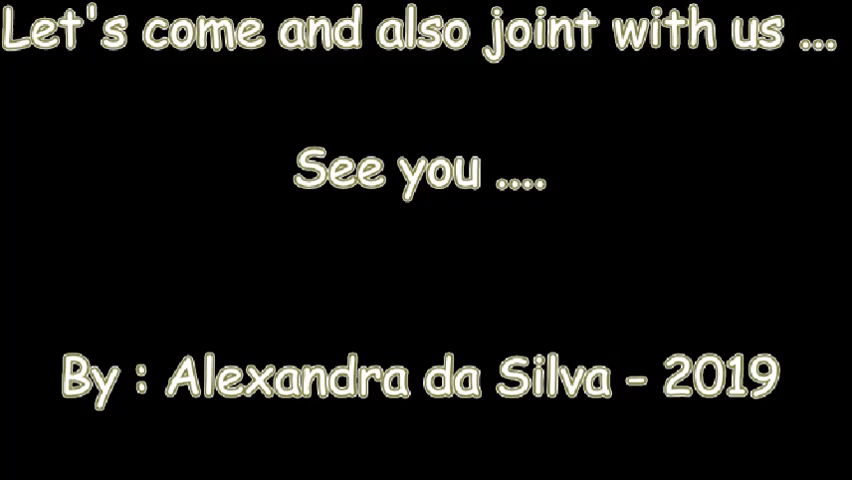 Let's come and also joint with us ...
See you ....
By : Alexandra da Silva - 2019